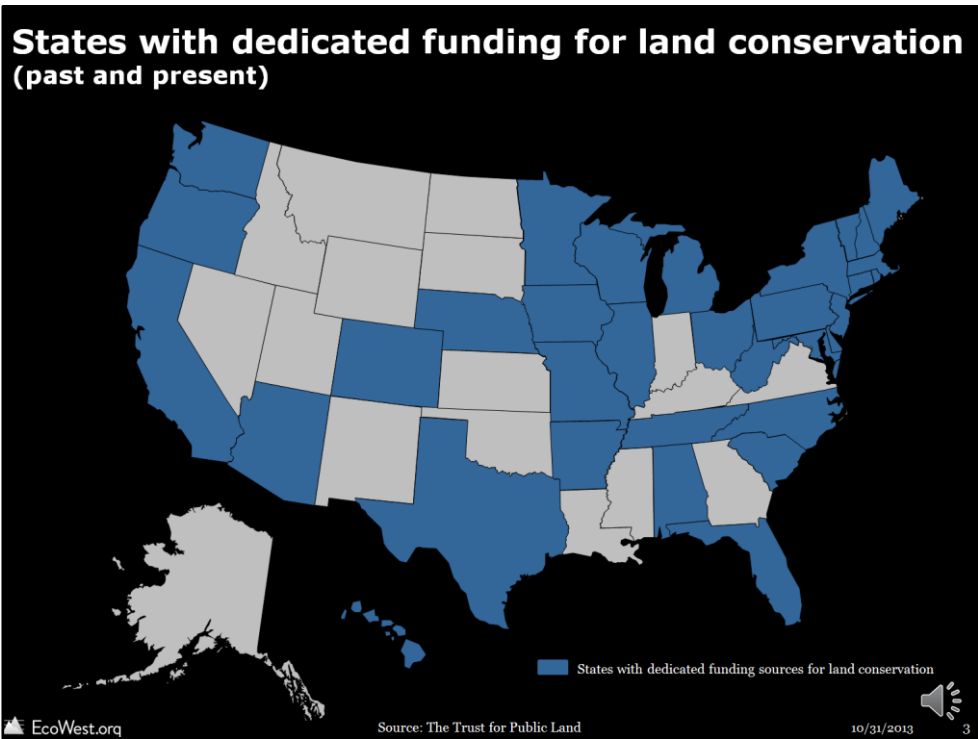 States with dedicated funding for land conservation
(past and present)
States with dedicated funding sources for land conservation
EcoWest.org
Source: The Trust for Public Land
10/31/2013
3